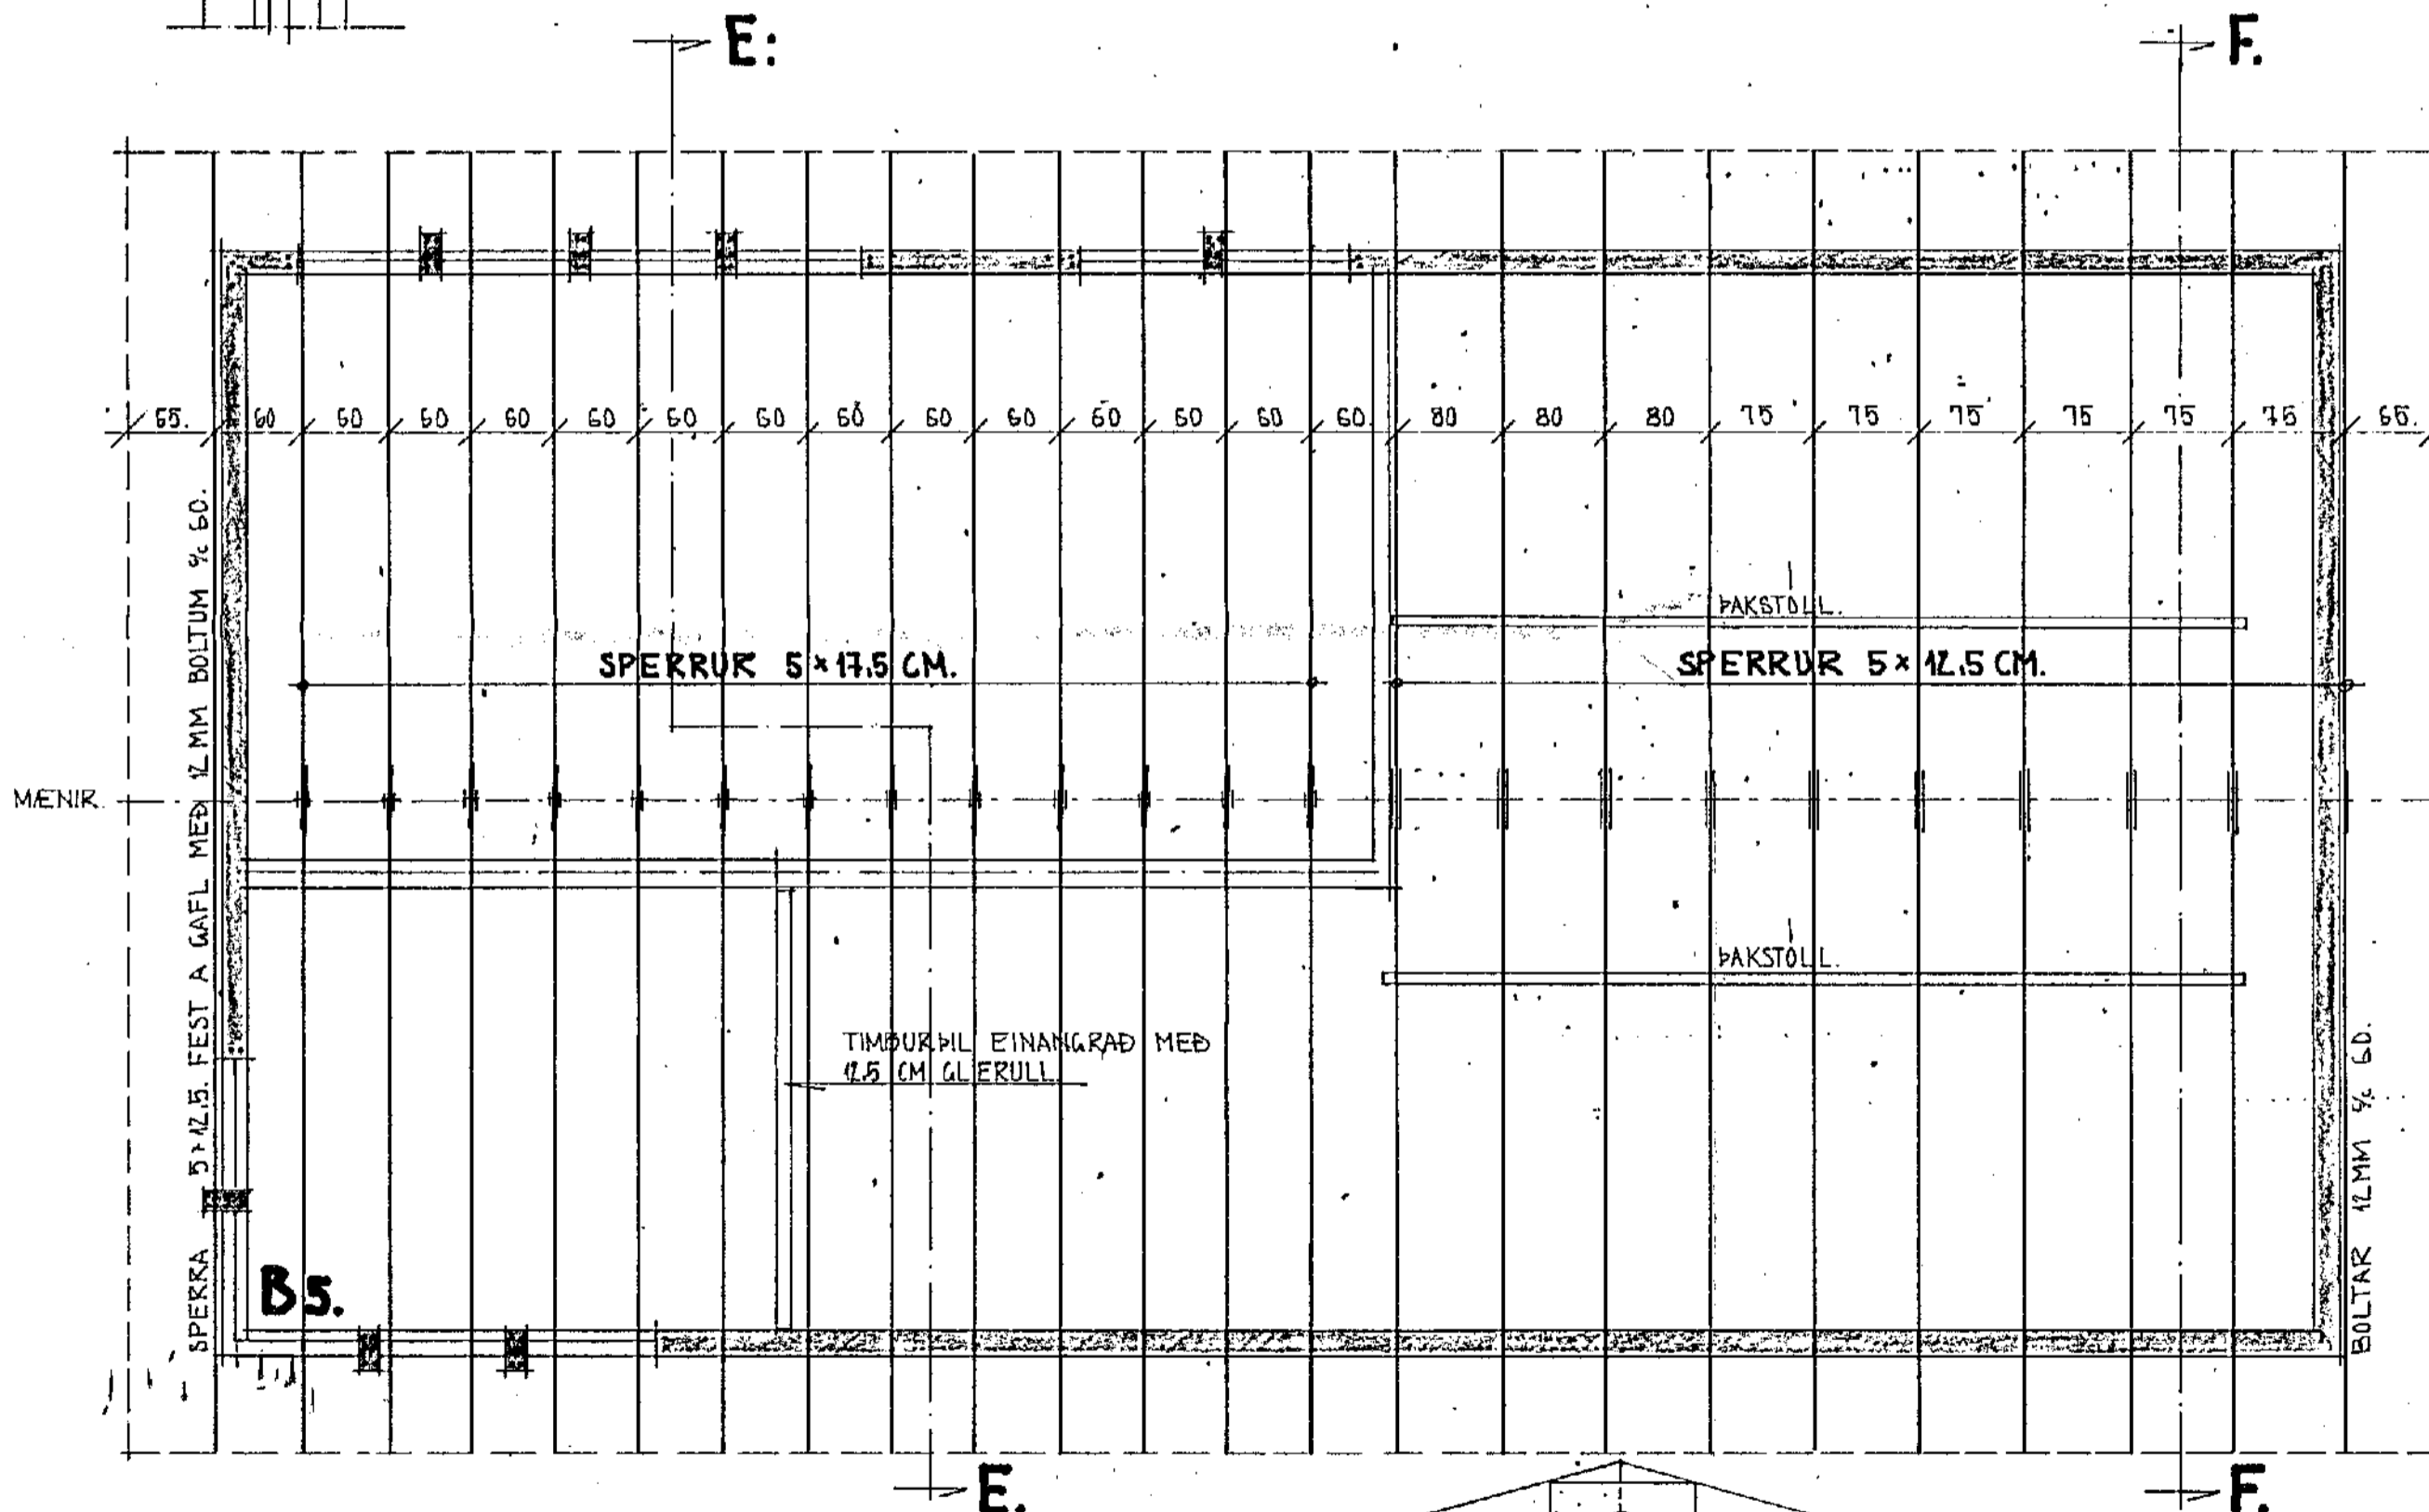 E:
F.
65. 60 60 60 60 60 60 60 60 60 60 60 60 60 60 80 80 80 75 75 75 75 75 75 65.
SPERRA 5×12.5. FEST A GAFL MEÐ 12 MM BOLTUM % 60.
ÞAKSTÓLL.
SPERRUR 5×17.5 CM.
SPERRUR 5×12.5 CM.
MÆNIR
ÞAKSTÓLL.
TIMBURÞIL EINANGRAÐ MEÐ
12.5 CM GLERULL
BOLTAR 12 MM % 60.
B5.
E.
F.